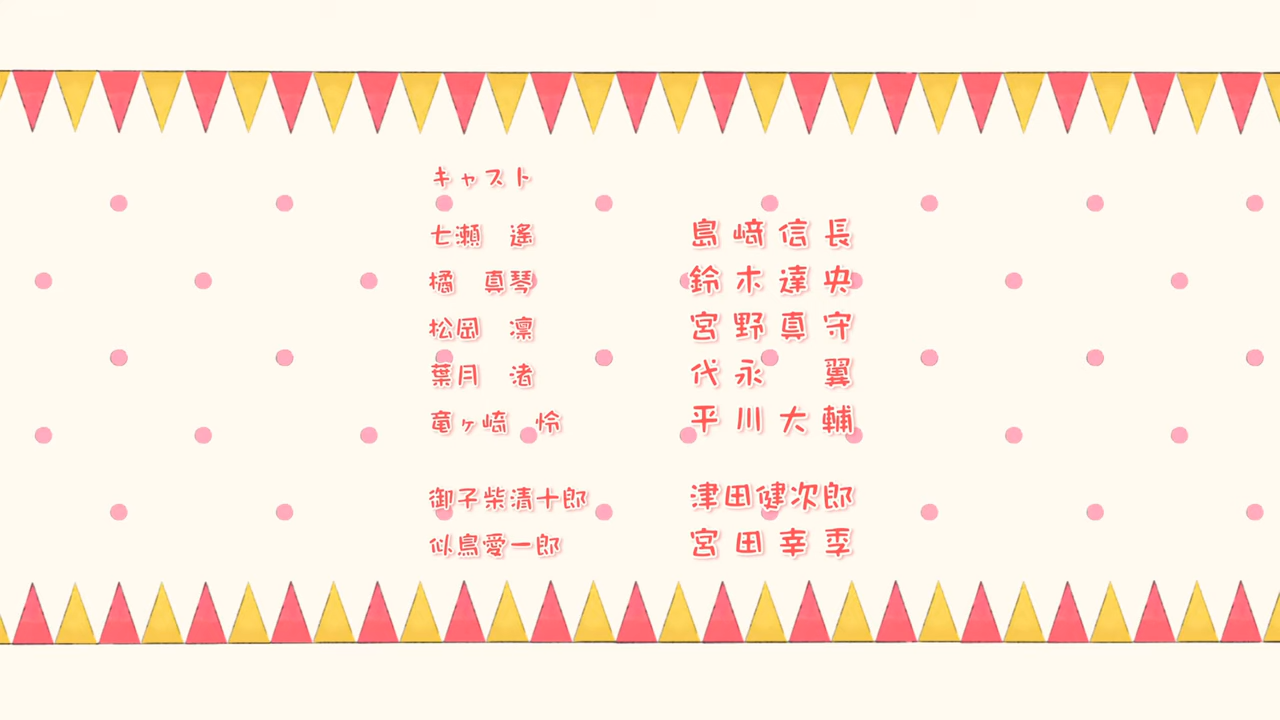 キャスト
七瀬　遙　島﨑信長
橘　真琴　鈴木達央
松岡　凛　宮野真守
葉月　渚　代永　翼
竜ヶ崎　怜　平川大輔
御子柴清十郎　津田健次郎
似鳥愛一郎　宮田幸季